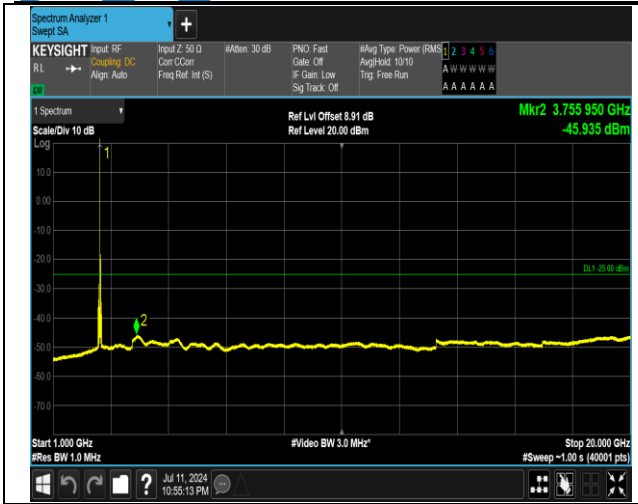 Spectrum Analyzer 1
Swept SA
+
KEYSIGHT
RL
Input: RF
Coupling: DC
Align: Auto
Input Z: 50 Ω
Corr CCorr
Freq Ref: Int (S)
#Atten: 30 dB
PNO: Fast
Gate: Off
IF Gain: Low
Sig Track: Off
#Avg Type: Power (RMS
Avg|Hold: 10/10
Trig: Free Run
1 2 3 4 5 6
A W W W W W
A A A A A A
1 Spectrum
Scale/Div 10 dB
Log
Ref Lvl Offset 8.91 dB
Ref Level 20.00 dBm
Mkr2 3.755 950 GHz
-45.935 dBm
1
10.0
0.00
-10.0
-20.0
DL1 -25.00 dBm
-30.0
2
-40.0
-50.0
-60.0
-70.0
Start 1.000 GHz
#Res BW 1.0 MHz
#Video BW 3.0 MHz*
Stop 20.000 GHz
#Sweep ~1.00 s (40001 pts)
?
Jul 11, 2024
10:55:13 PM